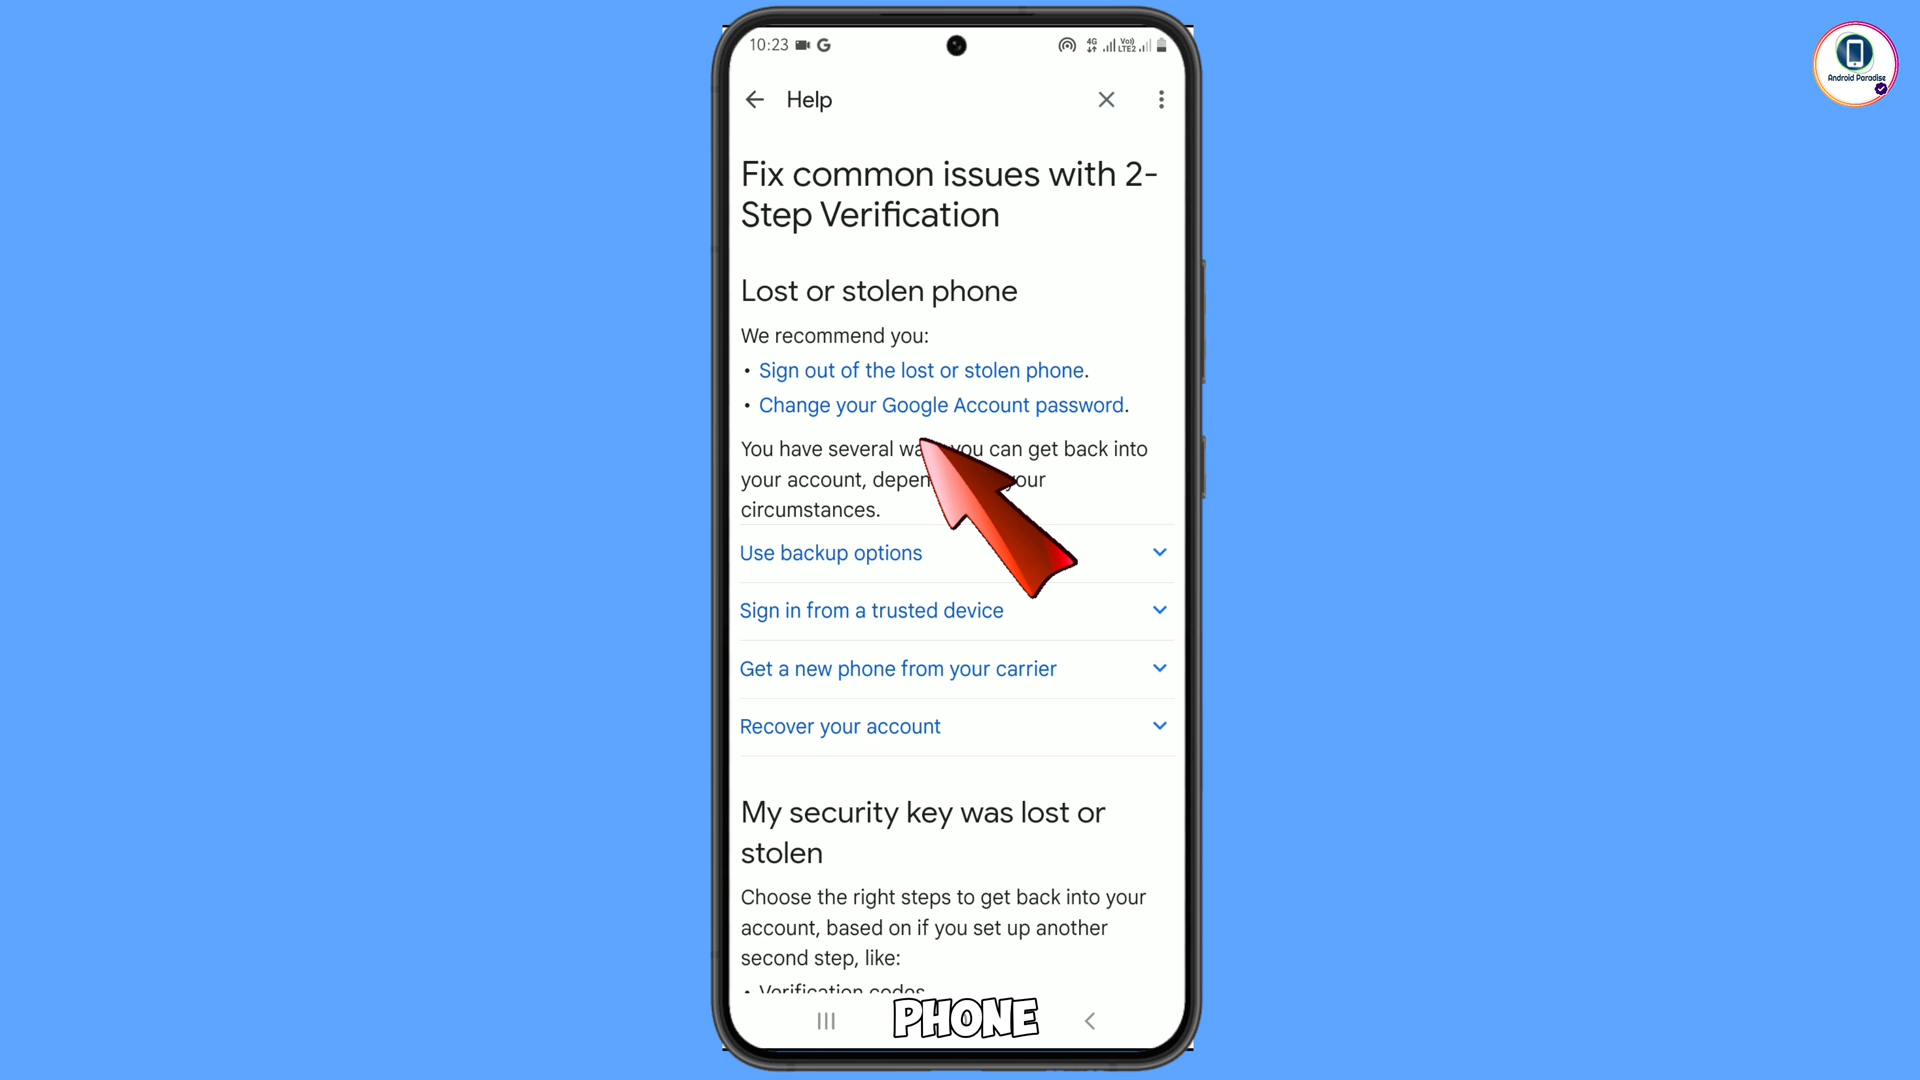 10:23
4G
Vo))
LTE2
Android Paradise
Help
Fix common issues with 2-
Step Verification
Lost or stolen phone
We recommend you:
• Sign out of the lost or stolen phone.
• Change your Google Account password.
You have several you can get back into
your account, your
circumstances.
Use backup options
Sign in from a trusted device
Get a new phone from your carrier
Recover your account
My security key was lost or
stolen
Choose the right steps to get back into your
account, based on if you set up another
second step, like:
• Verification codes
PHONE